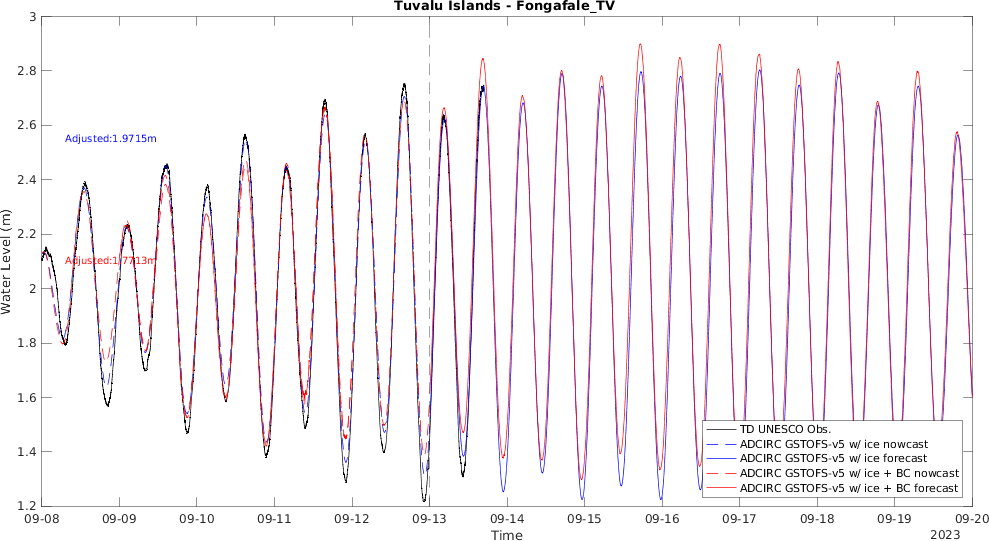 Tuvalu Islands - Fongafale_TV
3
2.8
2.6
2.4
2.2
2
1.8
1.6
1.4
1.2
Water Level (m)
Adjusted:1.9715m
Adjusted:1.7713m
TD UNESCO Obs.
ADCIRC GSTOFS-v5 w/ ice nowcast
ADCIRC GSTOFS-v5 w/ ice forecast
ADCIRC GSTOFS-v5 w/ ice + BC nowcast
ADCIRC GSTOFS-v5 w/ ice + BC forecast
09-08 09-09 09-10 09-11 09-12 09-13 09-14 09-15 09-16 09-17 09-18 09-19 09-20
Time
2023